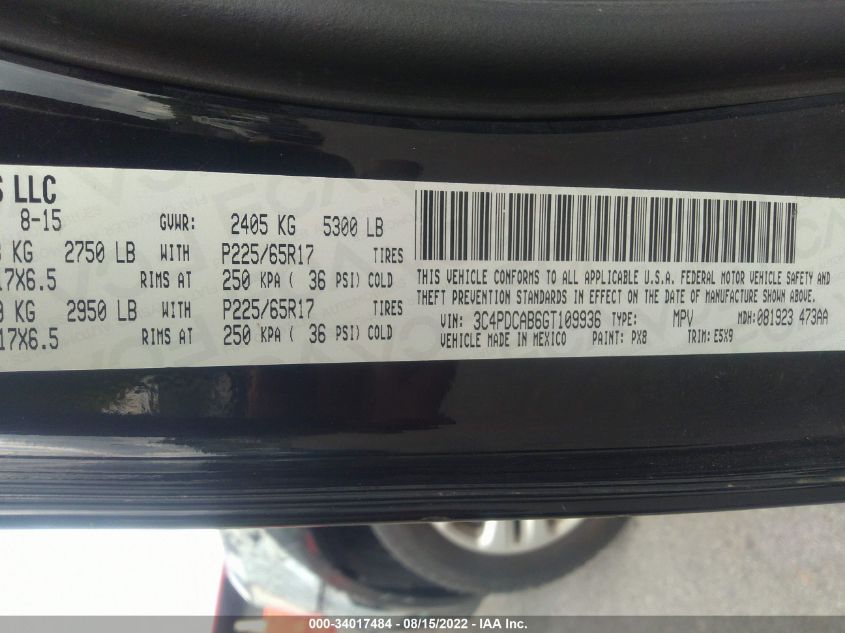 S LLC
8-15 GVWR: 2405 KG 5300 LB
KG 2750 LB WITH P225/65R17 TIRES
17X6.5 RIMS AT 250 KPA ( 36 PSI) COLD
KG 2950 LB WITH P225/65R17 TIRES
17X6.5 RIMS AT 250 KPA ( 36 PSI) COLD
THIS VEHICLE CONFORMS TO ALL APPLICABLE U.S.A. FEDERAL MOTOR VEHICLE SAFETY AND
THEFT PREVENTION STANDARDS IN EFFECT ON THE DATE OF MANUFACTURE SHOWN ABOVE.
VIN: 3C4PDCAB6GT109936 TYPE: MPV MDH: 081923 473AA
VEHICLE MADE IN MEXICO PAINT: PX8 TRIM: E5X9
000-34017484 - 08/15/2022 - IAA Inc.